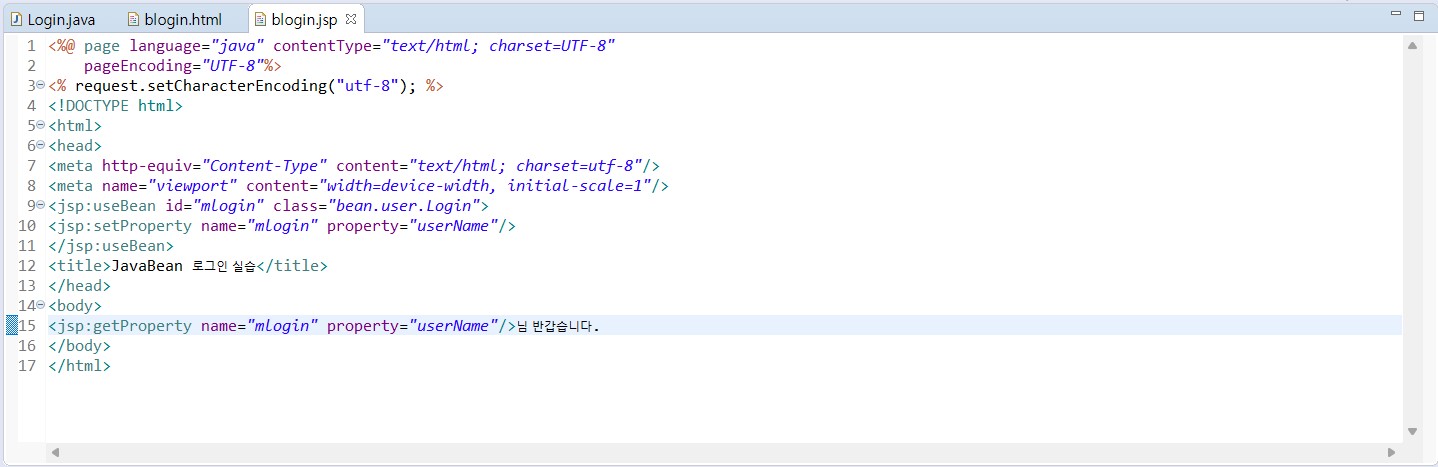 Login.java blogin.html blogin.jsp
1 <%@ page language="java" contentType="text/html; charset=UTF-8"
2     pageEncoding="UTF-8"%>
3 <% request.setCharacterEncoding("utf-8"); %>
4 <!DOCTYPE html>
5 <html>
6 <head>
7 <meta http-equiv="Content-Type" content="text/html; charset=utf-8"/>
8 <meta name="viewport" content="width=device-width, initial-scale=1"/>
9 <jsp:useBean id="mlogin" class="bean.user.Login">
10 <jsp:setProperty name="mlogin" property="userName"/>
11 </jsp:useBean>
12 <title>JavaBean 로그인 실습</title>
13 </head>
14 <body>
15 <jsp:getProperty name="mlogin" property="userName"/>님 반갑습니다.
16 </body>
17 </html>